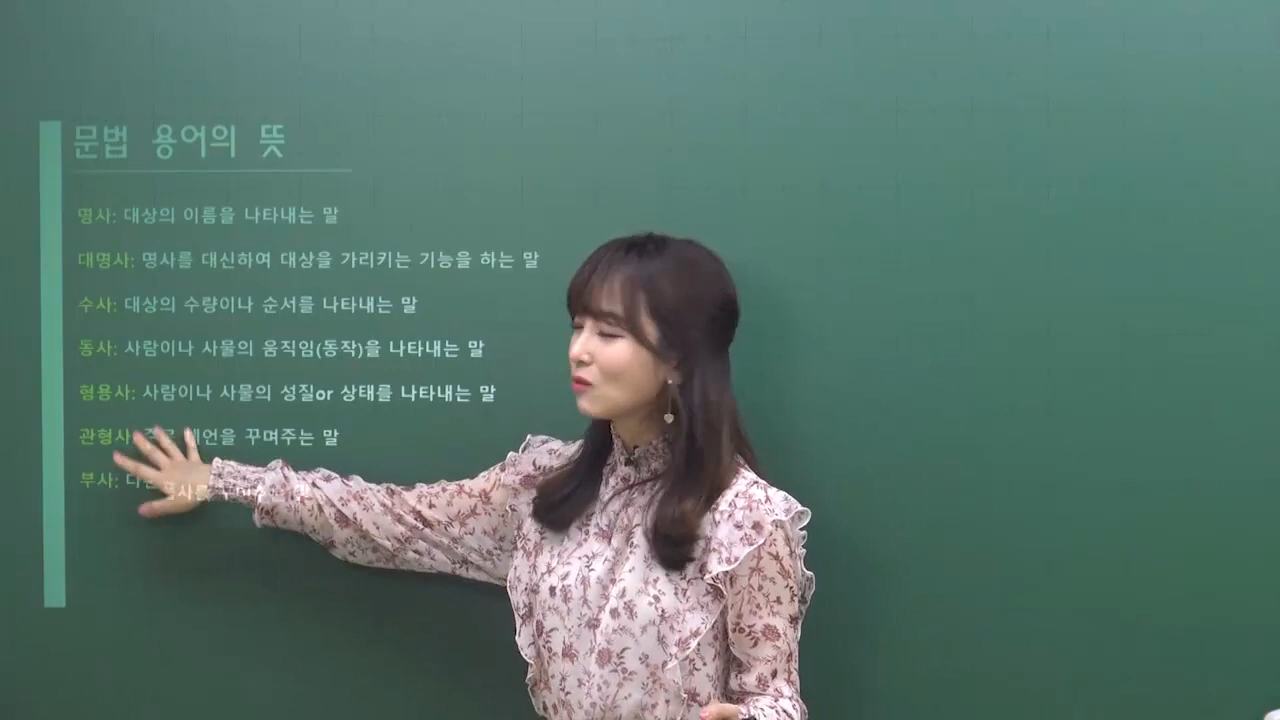 문법 용어의 뜻
명사: 대상의 이름을 나타내는 말
대명사: 명사를 대신하여 대상을 가리키는 기능을 하는 말
수사: 대상의 수량이나 순서를 나타내는 말
동사: 사람이나 사물의 움직임(동작)을 나타내는 말
형용사: 사람이나 사물의 성질or 상태를 나타내는 말
관형사 체언을 꾸며주는 말
부사: